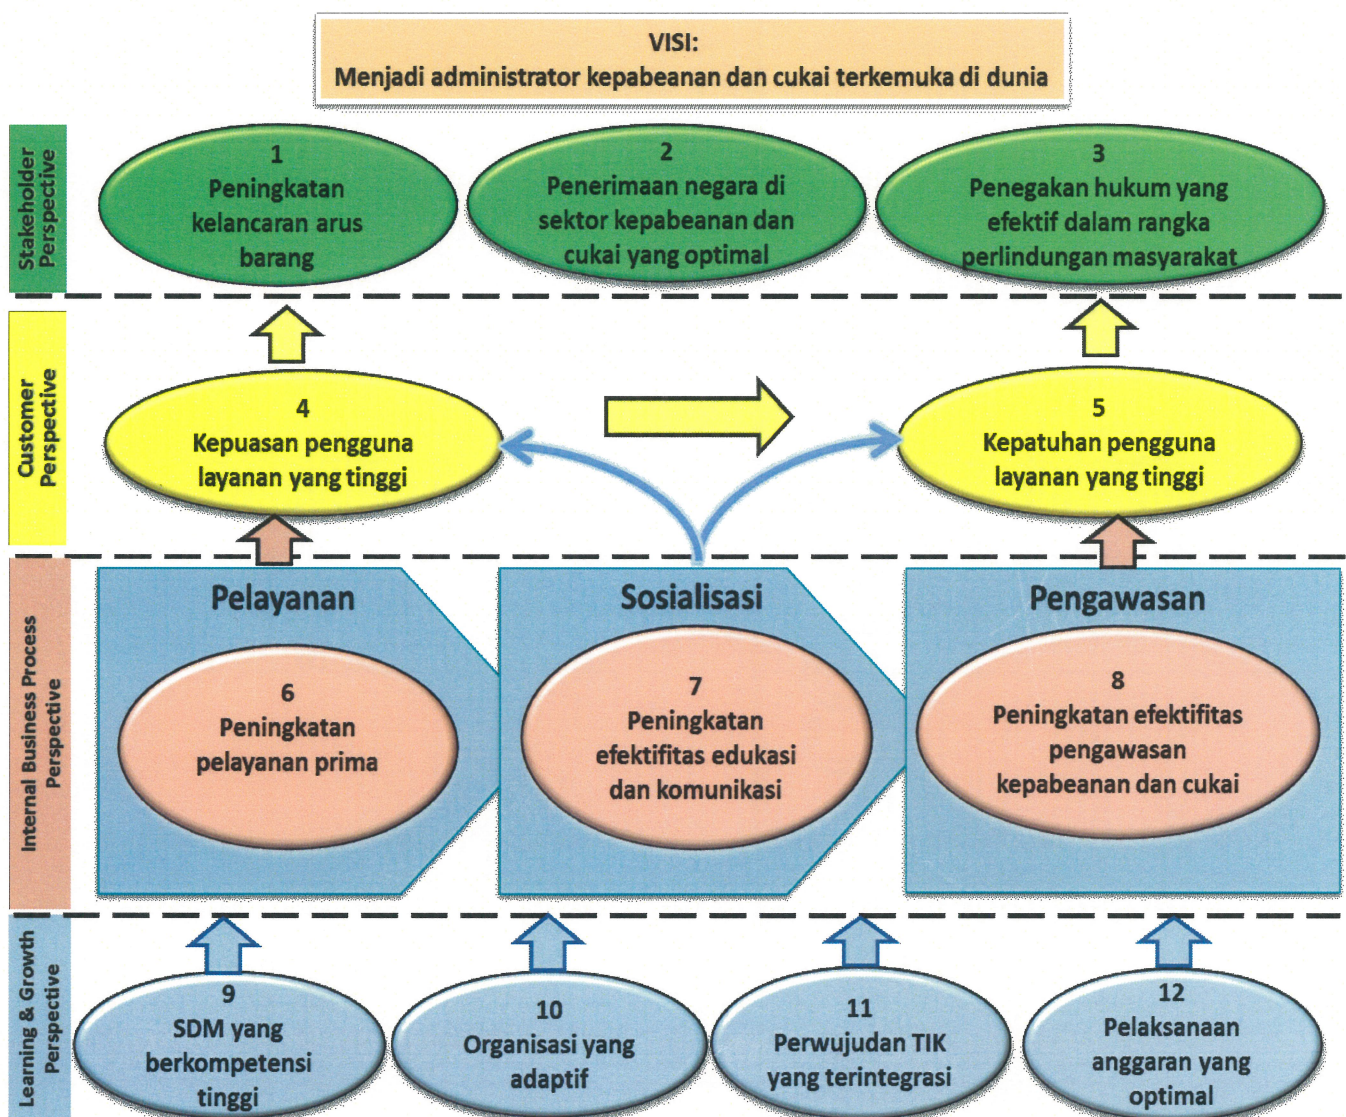 VISI:
Menjadi administrator kepabeanan dan cukai terkemuka di dunia
Stakeholder
Perspective
1
Peningkatan
kelancaran arus
barang
2
Penerimaan negara di
sektor kepabeanan dan
cukai yang optimal
3
Penegakan hukum yang
efektif dalam rangka
perlindungan masyarakat
Customer
Perspective
4
Kepuasan pengguna
layanan yang tinggi
5
Kepatuhan pengguna
layanan yang tinggi
Internal Business Process
Perspective
Pelayanan
6
Peningkatan
pelayanan prima
Sosialisasi
7
Peningkatan
efektifitas edukasi
dan komunikasi
Pengawasan
8
Peningkatan efektifitas
pengawasan
kepabeanan dan cukai
Learning & Growth
Perspective
9
SDM yang
berkompetensi
tinggi
10
Organisasi yang
adaptif
11
Perwujudan TIK
yang terintegrasi
12
Pelaksanaan
anggaran yang
optimal